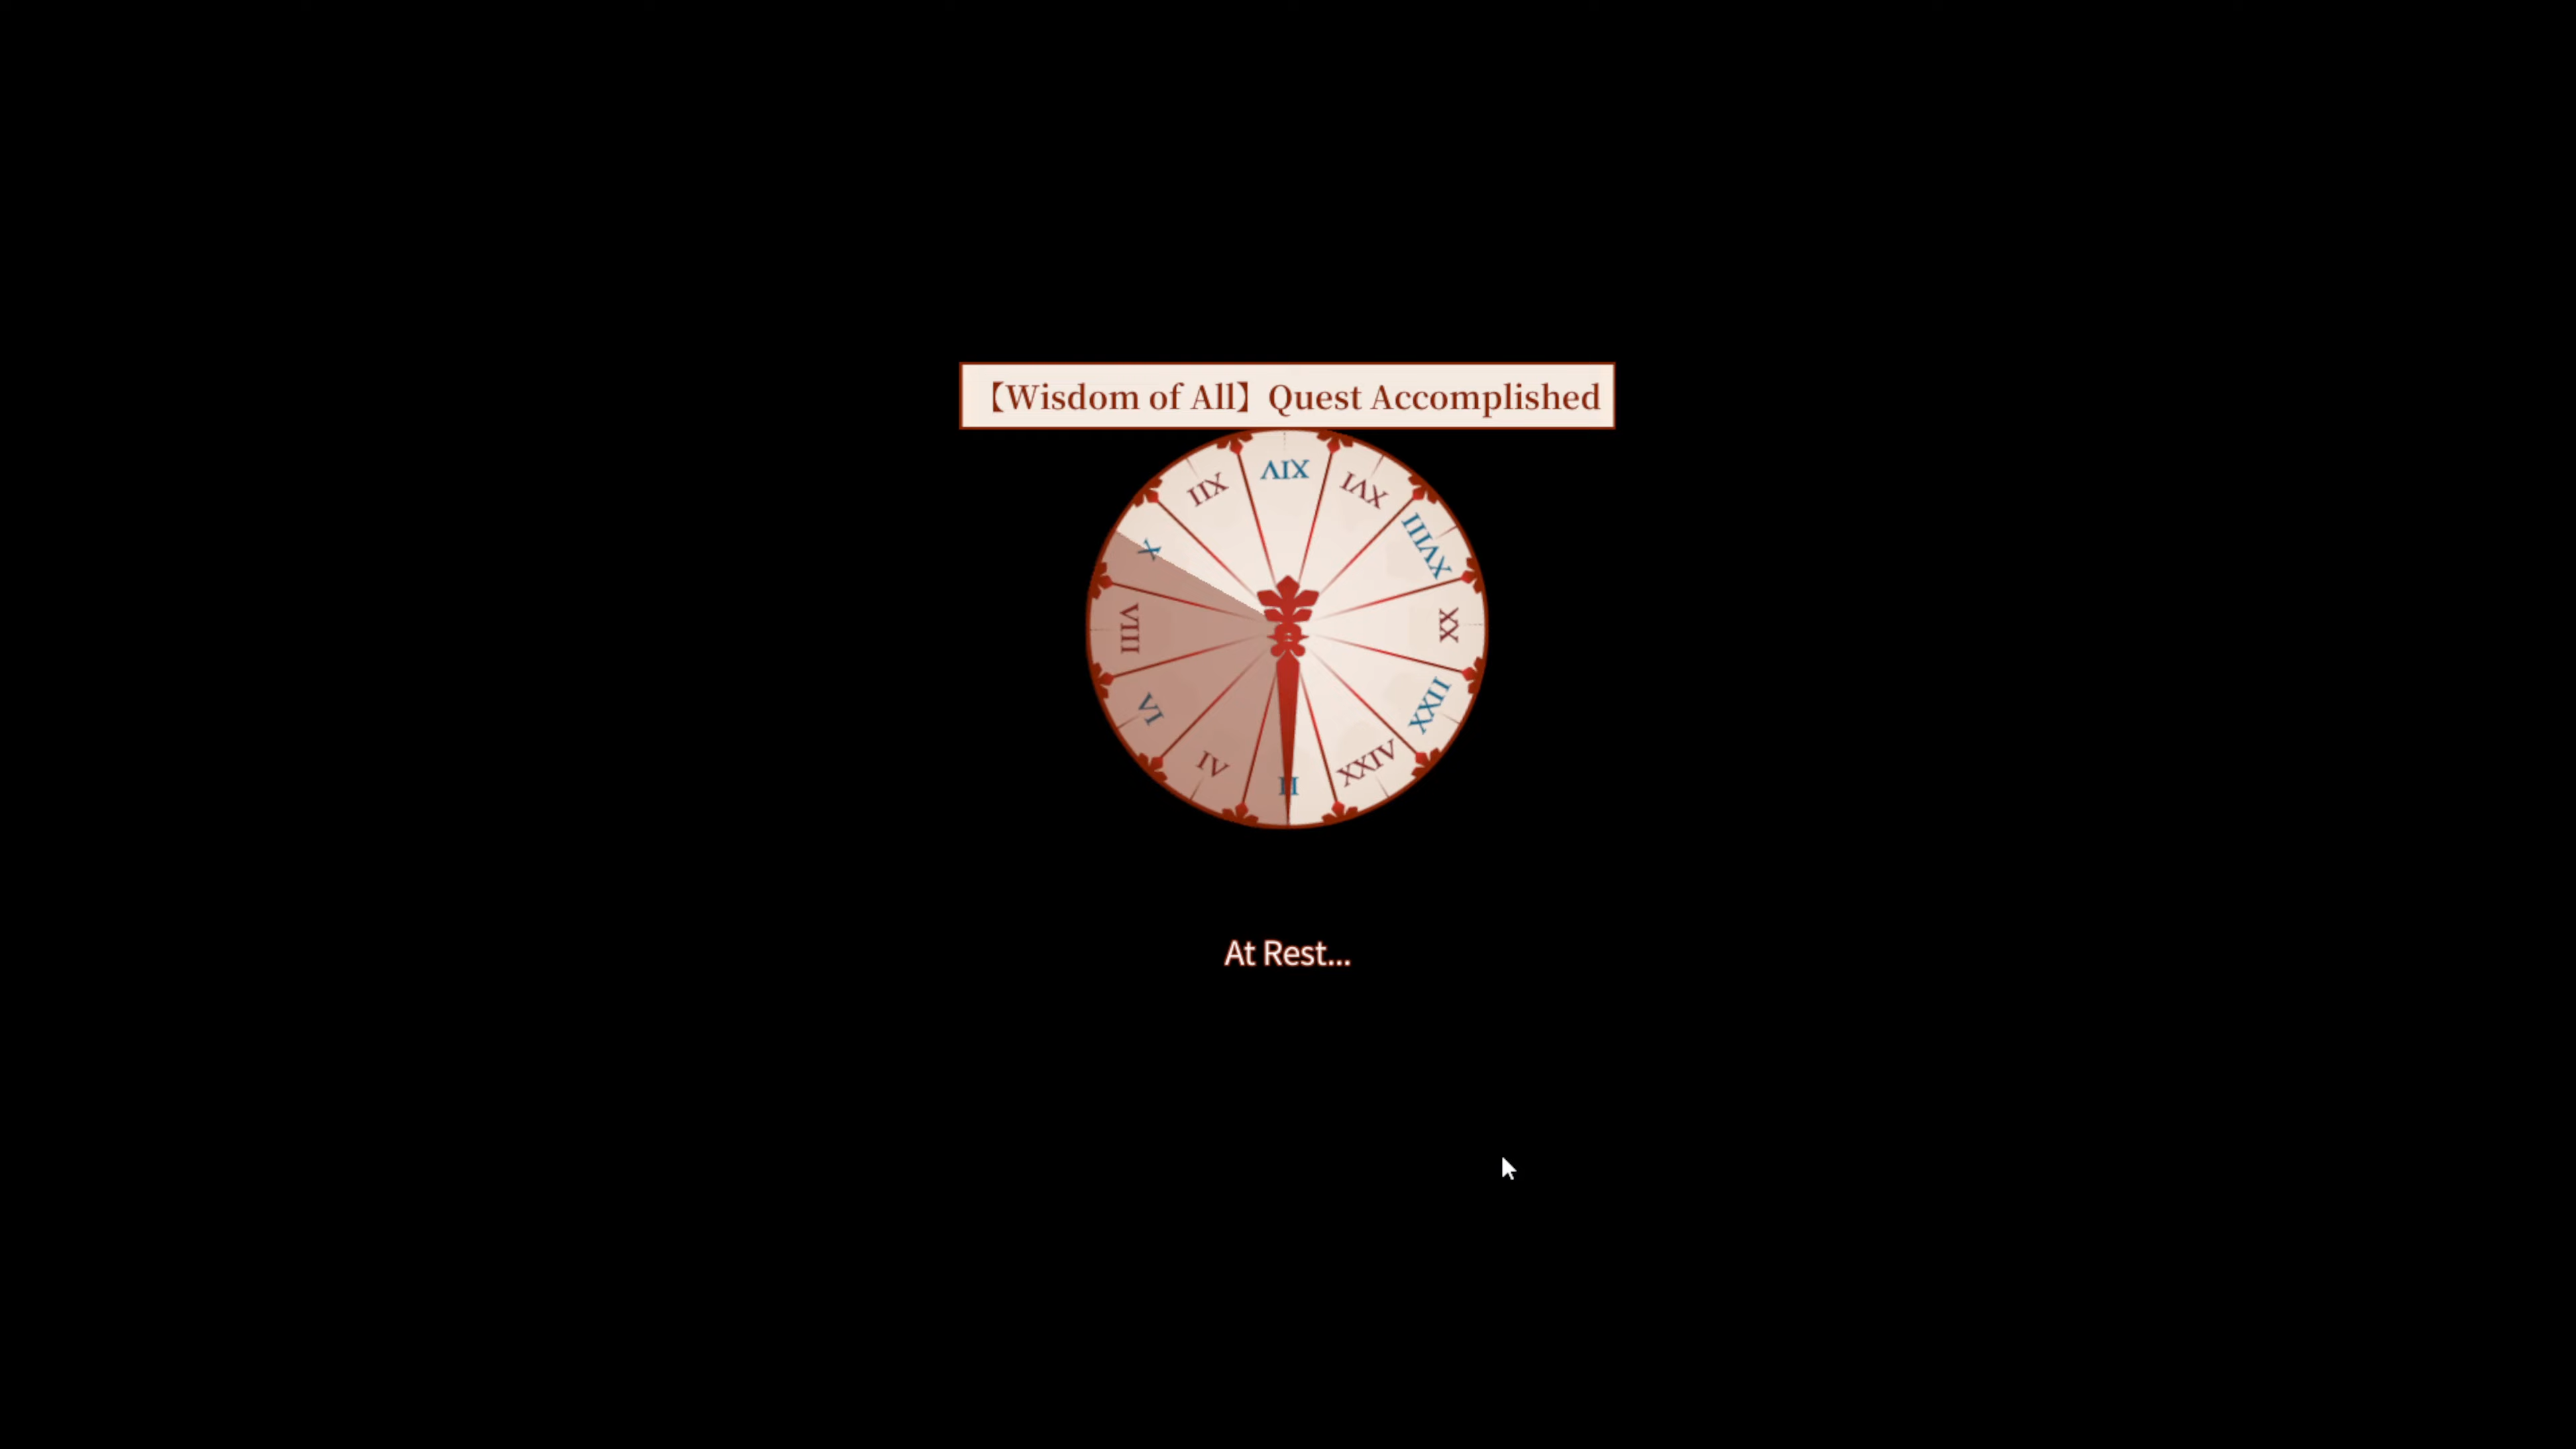 【Wisdom of All】Quest Accomplished
XIV
XVI
XVIII
XX
XXII
XXIV
II
IV
VI
VIII
X
XII
At Rest...